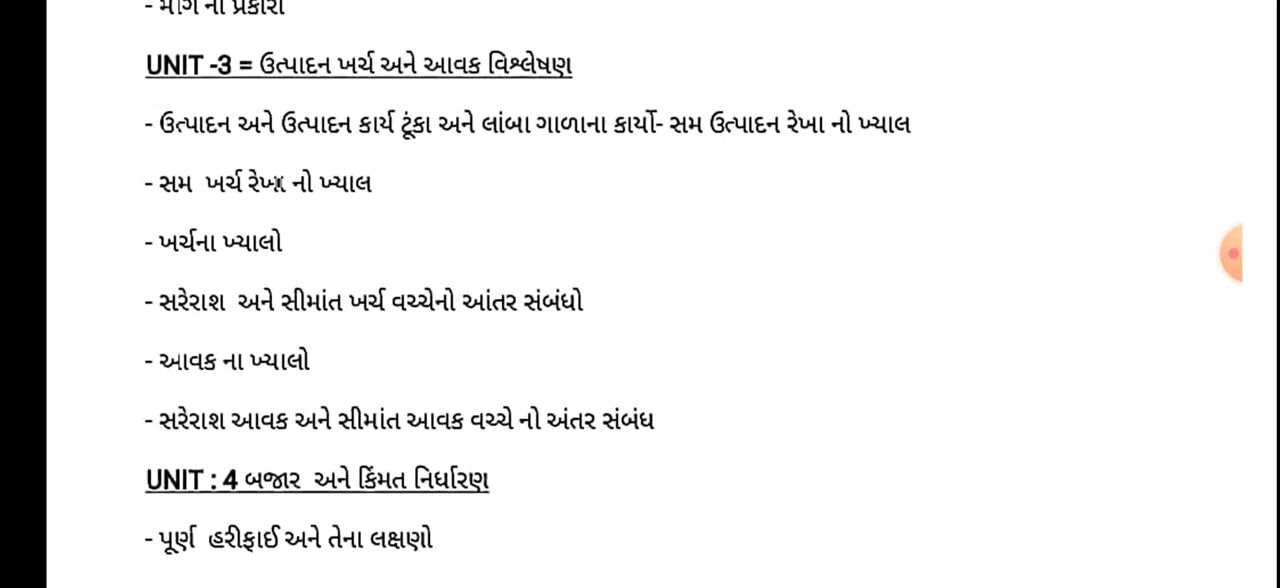 - માંગ ના પ્રકારો
UNIT -3 = ઉત્પાદન ખર્ચ અને આવક વિશ્લેષણ
- ઉત્પાદન અને ઉત્પાદન કાર્ય ટૂંકા અને લાંબા ગાળાના કાર્યો- સમ ઉત્પાદન રેખા નો ખ્યાલ
- સમ ખર્ચ રેખા નો ખ્યાલ
- ખર્ચના ખ્યાલો
- સરેરાશ અને સીમાંત ખર્ચ વચ્ચેનો આંતર સંબંધો
- આવક ના ખ્યાલો
- સરેરાશ આવક અને સીમાંત આવક વચ્ચે નો અંતર સંબંધ
UNIT : 4 બજાર અને કિંમત નિર્ધારણ
- પૂર્ણ હરીફાઈ અને તેના લક્ષણો